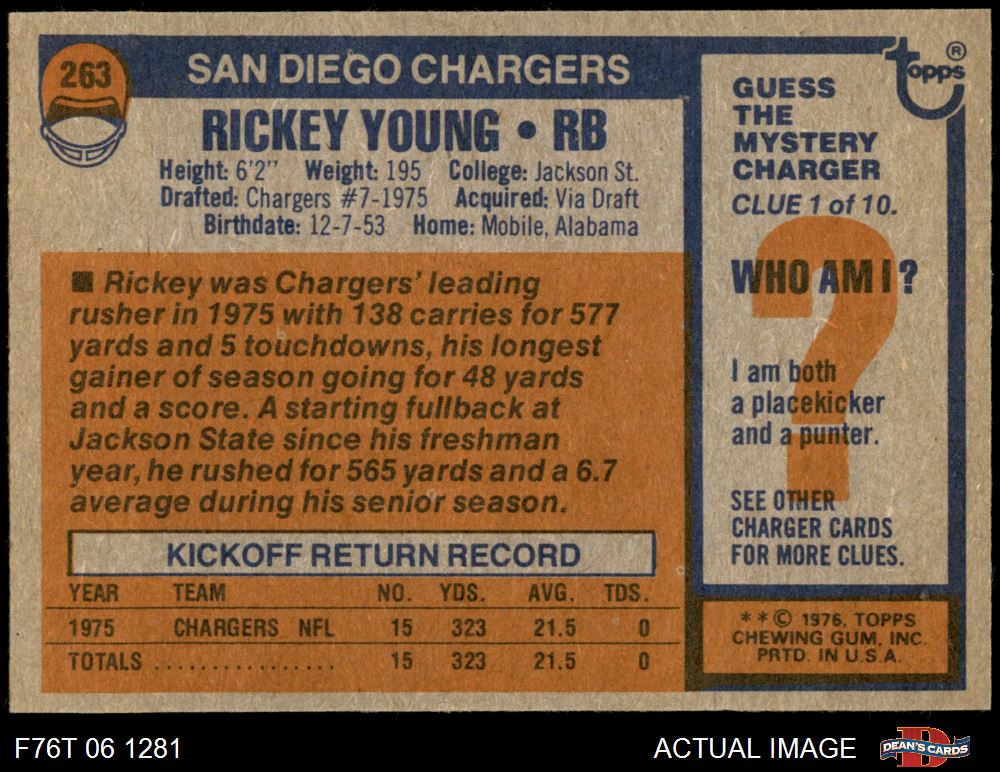 263
SAN DIEGO CHARGERS
RICKEY YOUNG • RB
Height: 6'2" Weight: 195 College: Jackson St.
Drafted: Chargers #7-1975 Acquired: Via Draft
Birthdate: 12-7-53 Home: Mobile, Alabama
■ Rickey was Chargers' leading
rusher in 1975 with 138 carries for 577
yards and 5 touchdowns, his longest
gainer of season going for 48 yards
and a score. A starting fullback at
Jackson State since his freshman
year, he rushed for 565 yards and a 6.7
average during his senior season.
KICKOFF RETURN RECORD
YEAR TEAM NO. YDS. AVG. TDS.
1975 CHARGERS NFL 15 323 21.5 0
TOTALS ................ 15 323 21.5 0
topps ®
GUESS
THE
MYSTERY
CHARGER
CLUE 1 of 10.
?
WHO AM I?
I am both
a placekicker
and a punter.
SEE OTHER
CHARGER CARDS
FOR MORE CLUES.
* * © 1976, TOPPS
CHEWING GUM, INC.
PRTD. IN U.S.A.
F76T 06 1281
ACTUAL IMAGE
DEAN'S CARDS